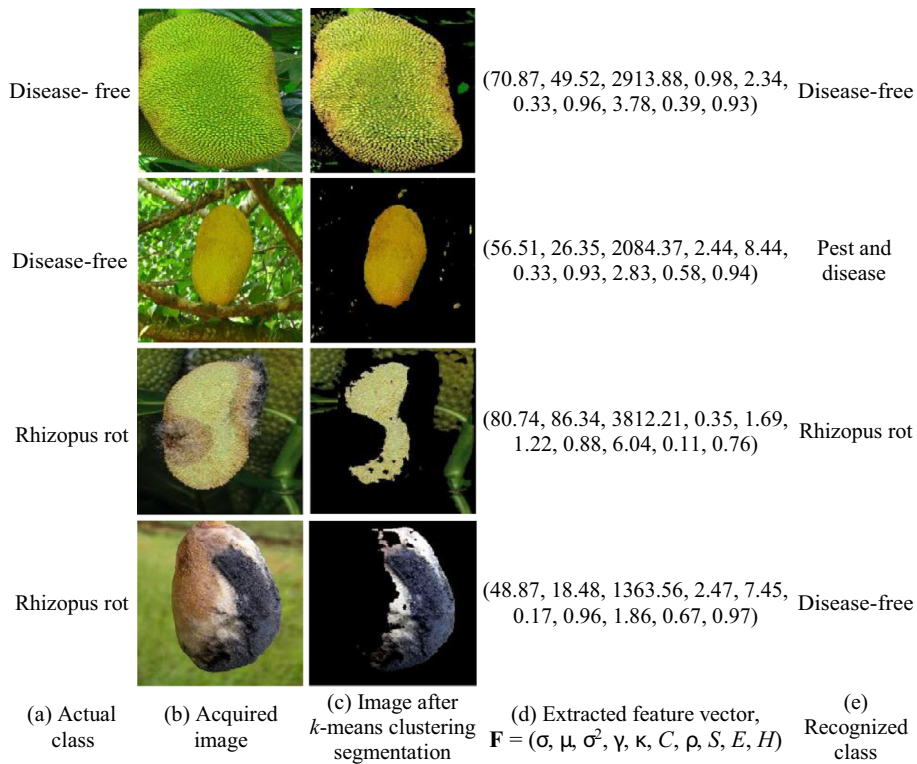 Disease- free
(70.87, 49.52, 2913.88, 0.98, 2.34,
0.33, 0.96, 3.78, 0.39, 0.93)
Disease-free
Disease-free
(56.51, 26.35, 2084.37, 2.44, 8.44,
0.33, 0.93, 2.83, 0.58, 0.94)
Pest and
disease
Rhizopus rot
(80.74, 86.34, 3812.21, 0.35, 1.69,
1.22, 0.88, 6.04, 0.11, 0.76)
Rhizopus rot
Rhizopus rot
(48.87, 18.48, 1363.56, 2.47, 7.45,
0.17, 0.96, 1.86, 0.67, 0.97)
Disease-free
(a) Actual
class
(b) Acquired
image
(c) Image after
k-means clustering
segmentation
(d) Extracted feature vector,
F = (σ, μ, σ², γ, κ, C, ρ, S, E, H)
(e)
Recognized
class